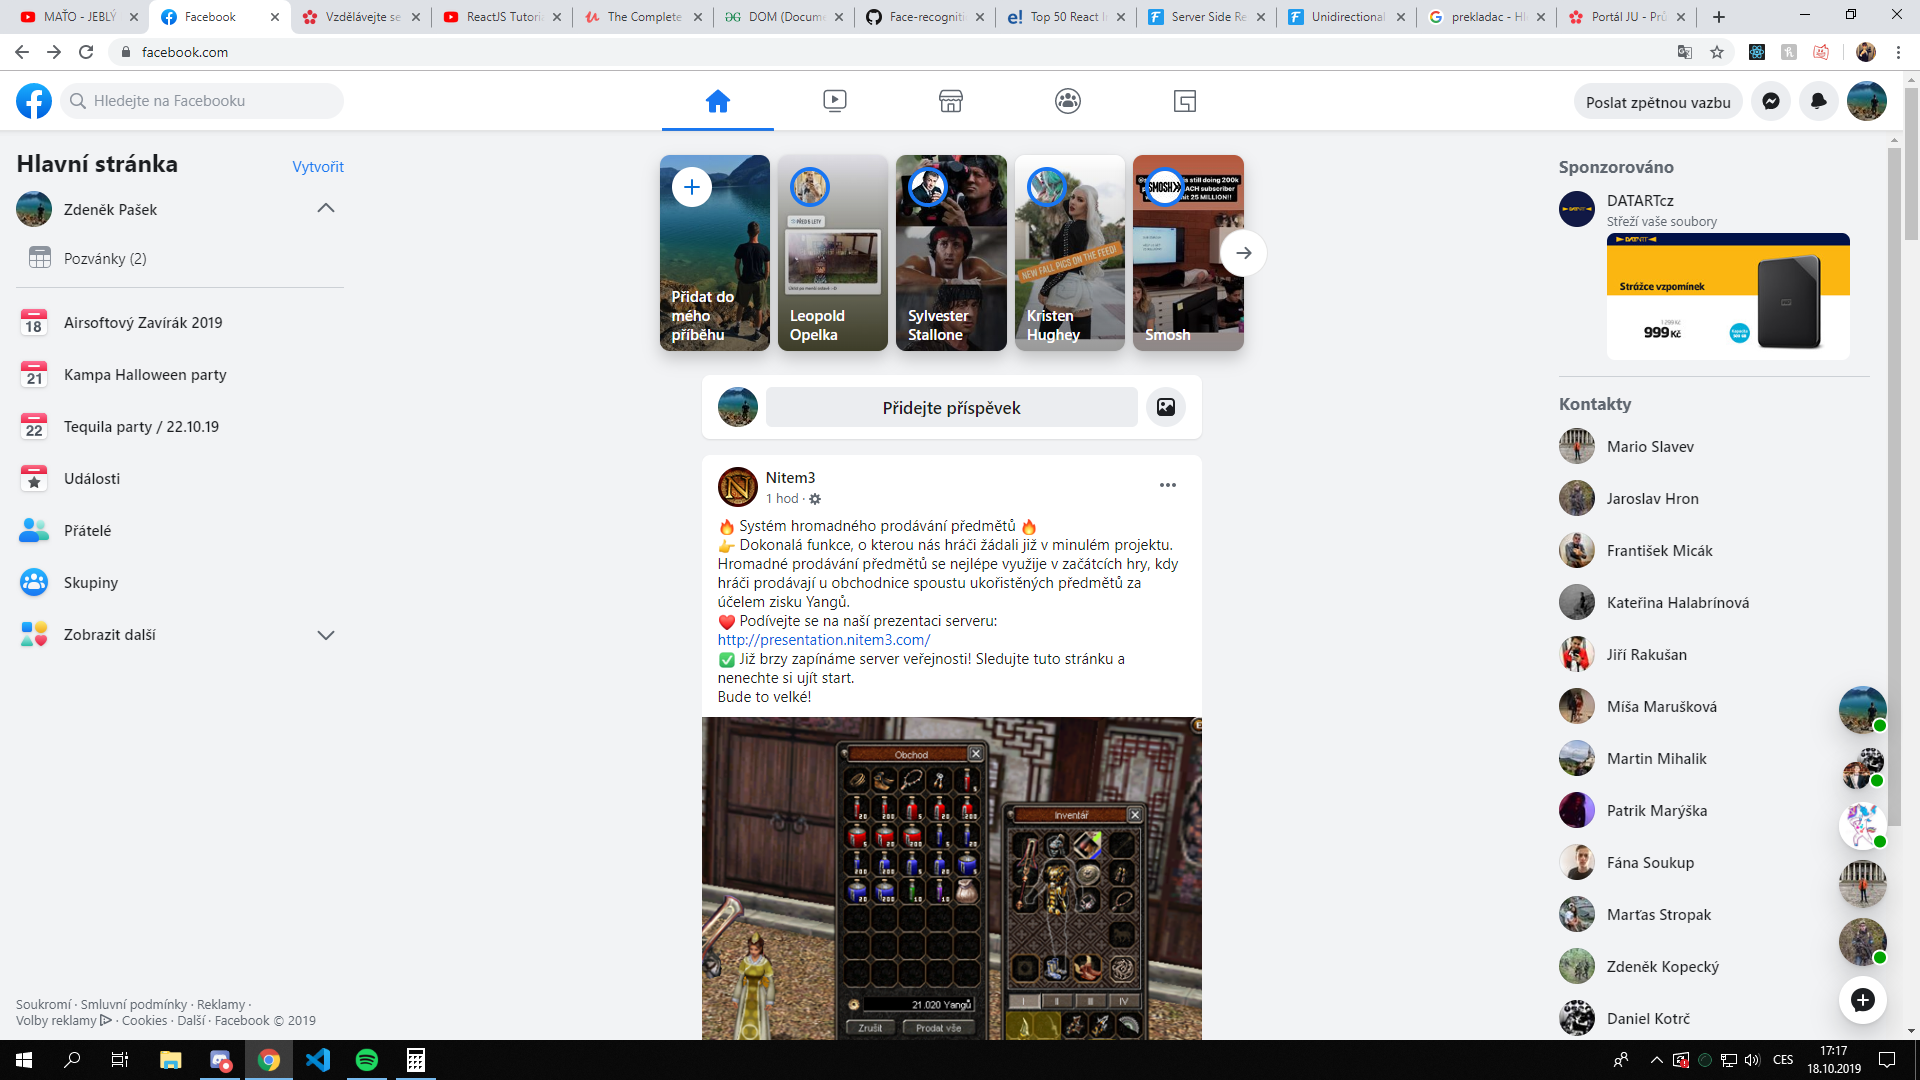 MAŤO - JEBLÝ
Facebook
Vzdělávejte se
ReactJS Tutori
The Complete
DOM (Docume
Face-recogniti
Top 50 React I
Server Side Re
Unidirectional
prekladac - Hl
Portál JU - Prů
facebook.com
Hledejte na Facebooku
Poslat zpětnou vazbu
Hlavní stránka
Vytvořit
Zdeněk Pašek
Pozvánky (2)
18 Airsoftový Zavírák 2019
21 Kampa Halloween party
22 Tequila party / 22.10.19
Události
Přátelé
Skupiny
Zobrazit další
Soukromí · Smluvní podmínky · Reklamy ·
Volby reklamy · Cookies · Další · Facebook © 2019
Přidat do
mého
příběhu
PŘED 6 LETY
Leopold
Opelka
Sylvester
Stallone
NEW FALL PICS ON THE FEED!
Kristen
Hughey
SMOSH
still doing 200k
EACH subscriber
hit 25 MILLION!!
Smosh
Přidejte příspěvek
Nitem3
1 hod ·
🔥 Systém hromadného prodávání předmětů 🔥
👉 Dokonalá funkce, o kterou nás hráči žádali již v minulém projektu.
Hromadné prodávání předmětů se nejlépe využije v začátcích hry, kdy
hráči prodávají u obchodnice spoustu ukořistěných předmětů za
účelem zisku Yangů.
❤️ Podívejte se na naší prezentaci serveru:
http://presentation.nitem3.com/
✅ Již brzy zapínáme server veřejnosti! Sledujte tuto stránku a
nenechte si ujít start.
Bude to velké!
Obchod
Inventář
I II III IV
21.020 Yangů
Zrušit
Prodat vše
Sponzorováno
DATARTcz
Střeží vaše soubory
DATART
Strážce vzpomínek
1 299 Kč
999 Kč
Kontakty
Mario Slavev
Jaroslav Hron
František Micák
Kateřina Halabrínová
Jiří Rakušan
Míša Marušková
Martin Mihalik
Patrik Marýška
Fána Soukup
Marťas Stropak
Zdeněk Kopecký
Daniel Kotrč
CES
17:17
18.10.2019